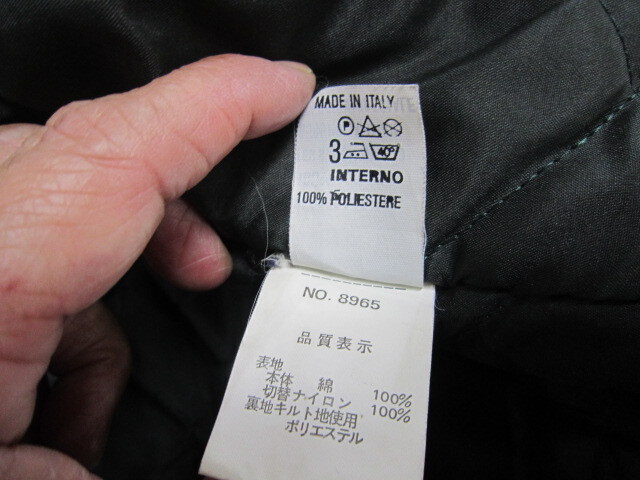 MADE IN ITALY
P
3 40°
INTERNO
100% POLIESTERE
NO. 8965
品質表示
表地
本体 綿 100%
切替ナイロン 100%
裏地キルト地使用
ポリエステル